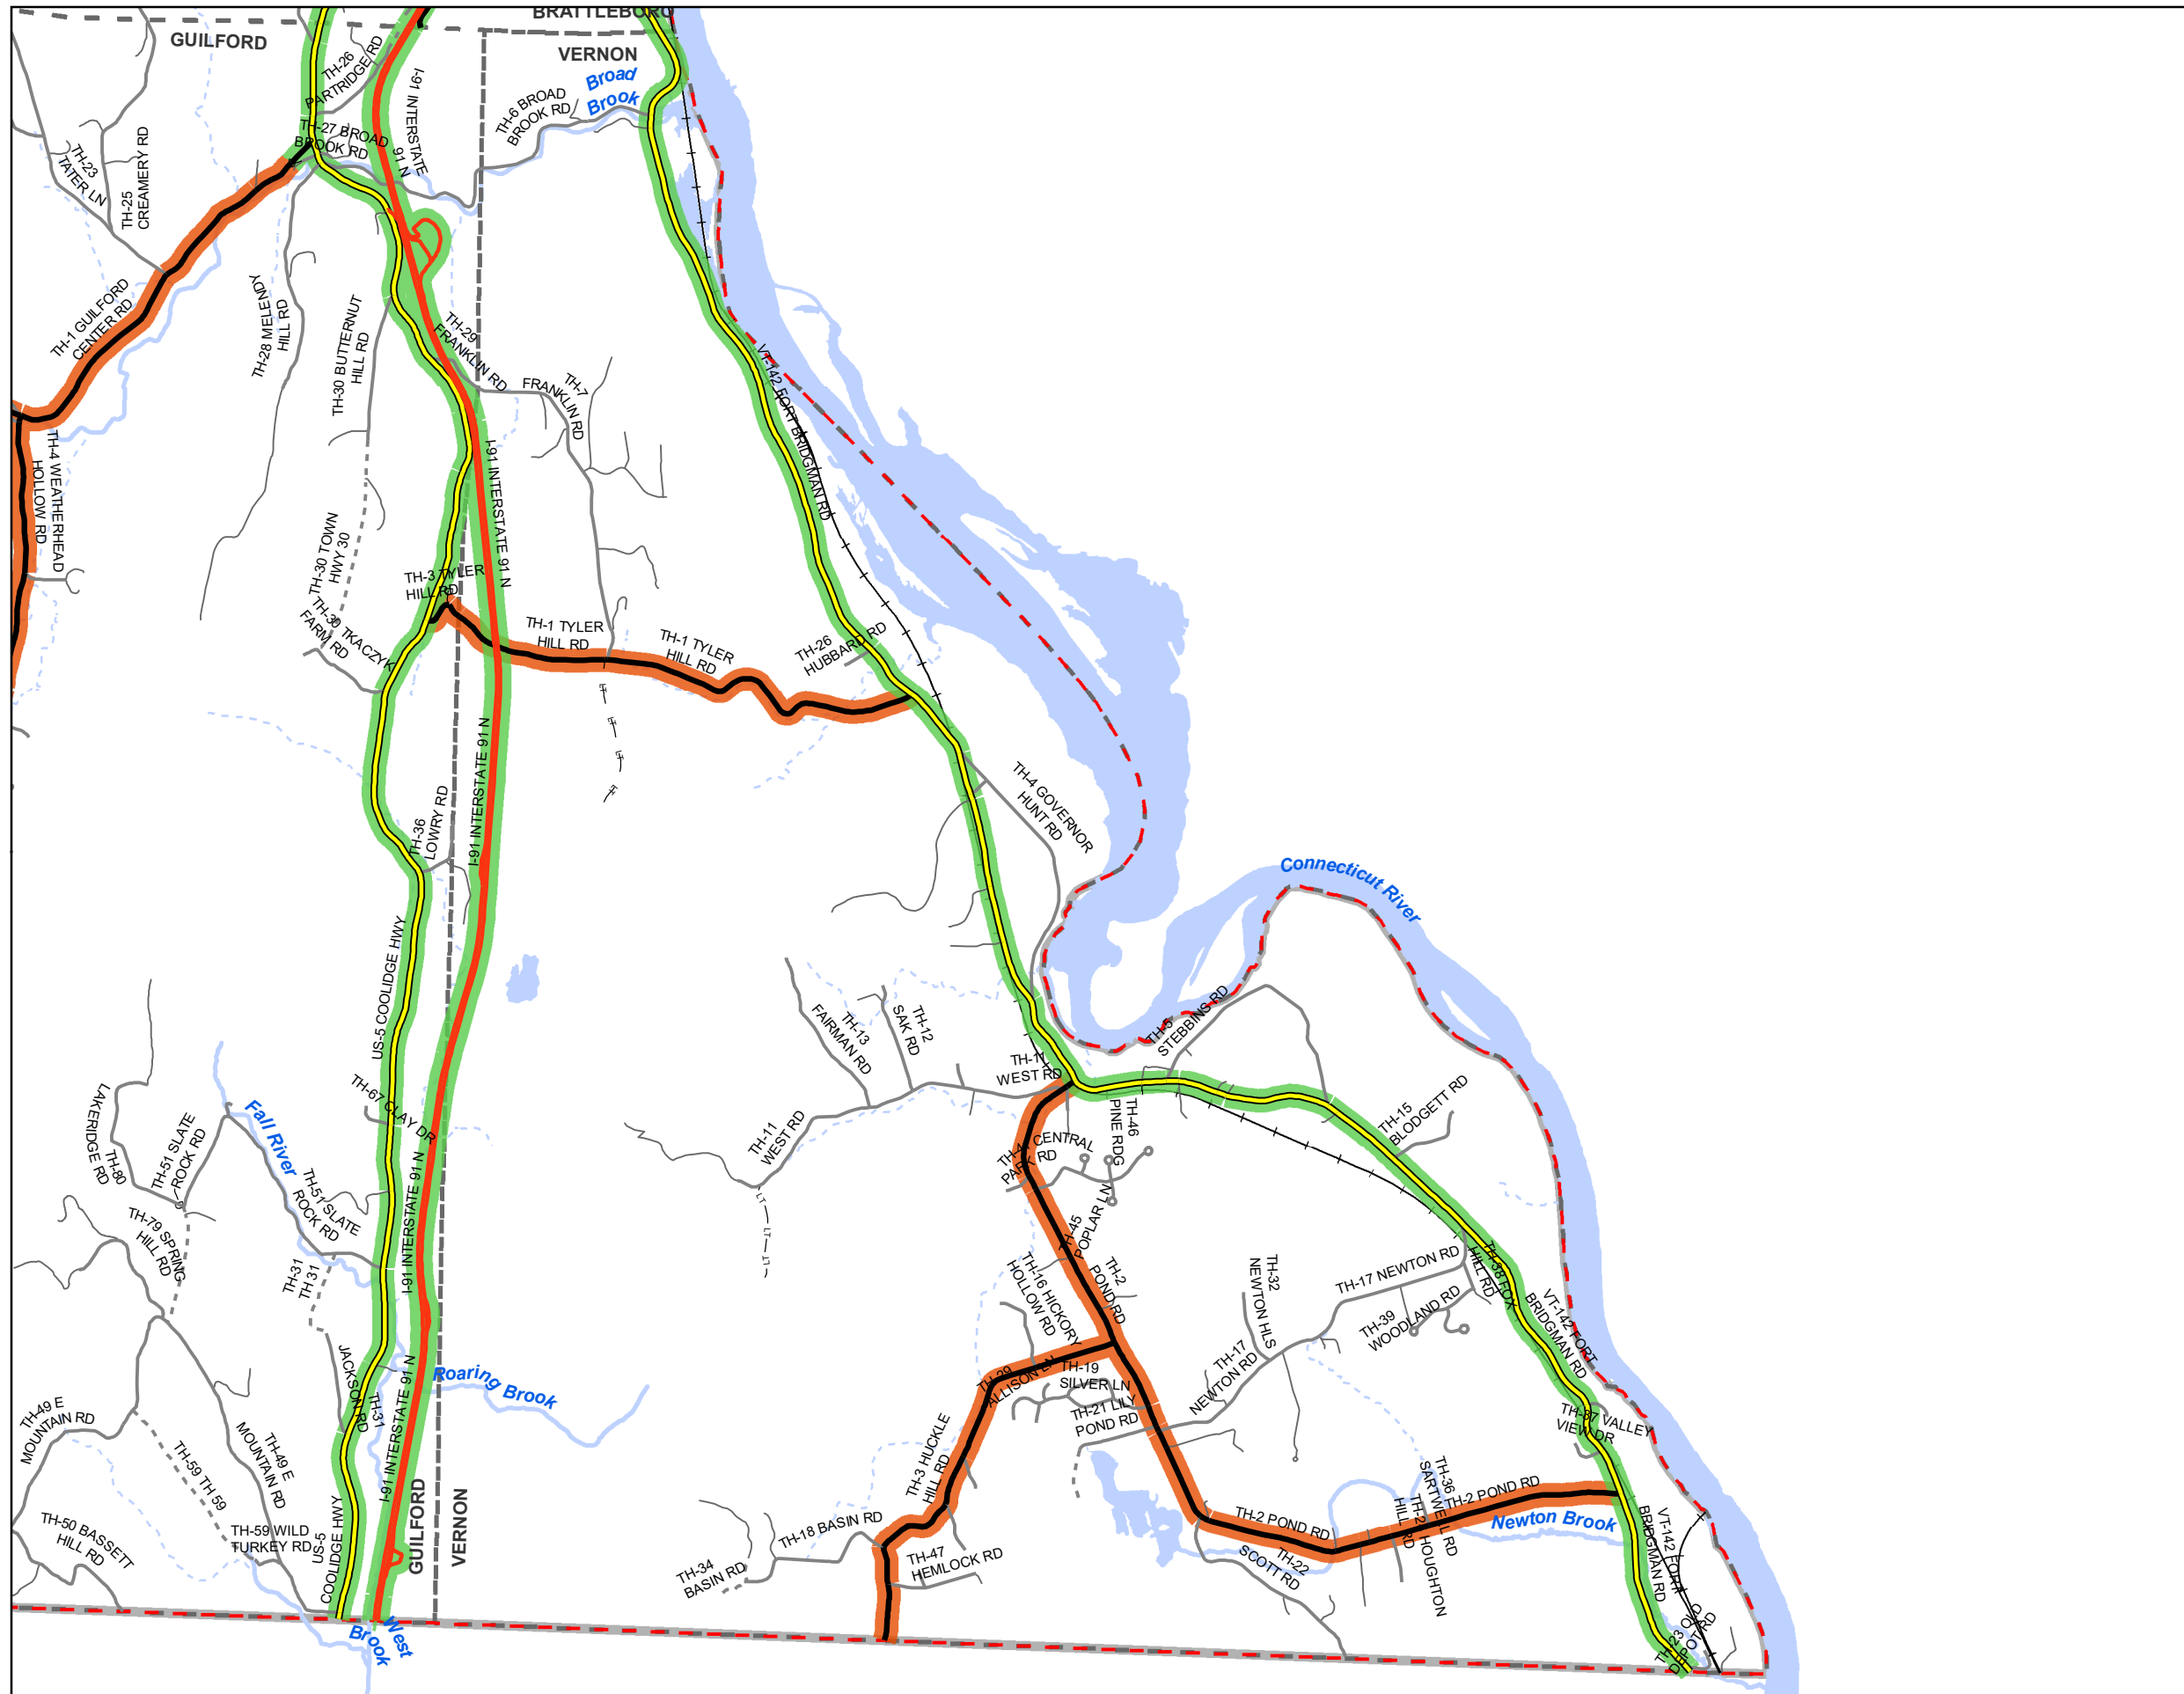 BRATTLEBORO
GUILFORD
VERNON
TH-26
PARTRIDGE RD
I-91 INTERSTATE
91 N
Broad
Brook
TH-6 BROAD
BROOK RD
TH-27 BROAD
BROOK RD
TH-23
TATER LN
TH-25
CREAMERY RD
TH-1 GUILFORD
CENTER RD
TH-28 MELENDY
HILL RD
TH-30 BUTTERNUT
HILL RD
TH-29
FRANKLIN RD
TH-7
FRANKLIN RD
VT-142 FORT BRIDGMAN RD
TH-4 WEATHERHEAD
HOLLOW RD
I-91 INTERSTATE 91 N
TH-30 TOWN
HWY 30
TH-3 TYLER
HILL RD
TH-30 TKACZYK
FARM RD
TH-1 TYLER
HILL RD
TH-1 TYLER
HILL RD
TH-26
HUBBARD RD
I-91 INTERSTATE 91 N
TH-36
LOWRY RD
TH-4 GOVERNOR
HUNT RD
Connecticut River
US-5 COOLIDGE HWY
TH-13
FAIRMAN RD
TH-12
SAK RD
TH-5
STEBBINS RD
TH-11
WEST RD
TH-67 CLAY DR
TH-11
WEST RD
TH-46
PINE RDG
TH-15
BLODGETT RD
LAKERIDGE RD
TH-80
TH-51 SLATE
ROCK RD
Fall River
TH-51 SLATE
ROCK RD
I-91 INTERSTATE 91 N
CENTRAL
RD
POPLAR LN
TH-79 SPRING
HILL RD
TH-31
TH 31
LT
LT
LT
TH-16 HICKORY
HOLLOW RD
TH-2
POND RD
TH-32
NEWTON HLS
TH-17 NEWTON RD
TH-38 FOX
HILL RD
TH-39
WOODLAND RD
VT-142 FORT
BRIDGMAN RD
JACKSON RD
TH-31
I-91 INTERSTATE 91 N
Roaring Brook
TH-29
ALLISON LN
TH-19
SILVER LN
TH-21 LILY
POND RD
TH-17
NEWTON RD
TH-37 VALLEY
VIEW DR
TH-49 E
MOUNTAIN RD
TH-59 TH 59
TH-49 E
MOUNTAIN RD
TH-3 HUCKLE
HILL RD
TH-36
SARTWELL RD
TH-2 POND RD
GUILFORD
VERNON
TH-50 BASSETT
HILL RD
TH-59 WILD
TURKEY RD
US-5
COOLIDGE HWY
TH-18 BASIN RD
TH-34
BASIN RD
TH-47
HEMLOCK RD
TH-2 POND RD
TH-22
SCOTT RD
HOUGHTON
HILL RD
Newton Brook
VT-142 FORT
BRIDGMAN RD
OLD
DEPOT RD
West
Brook